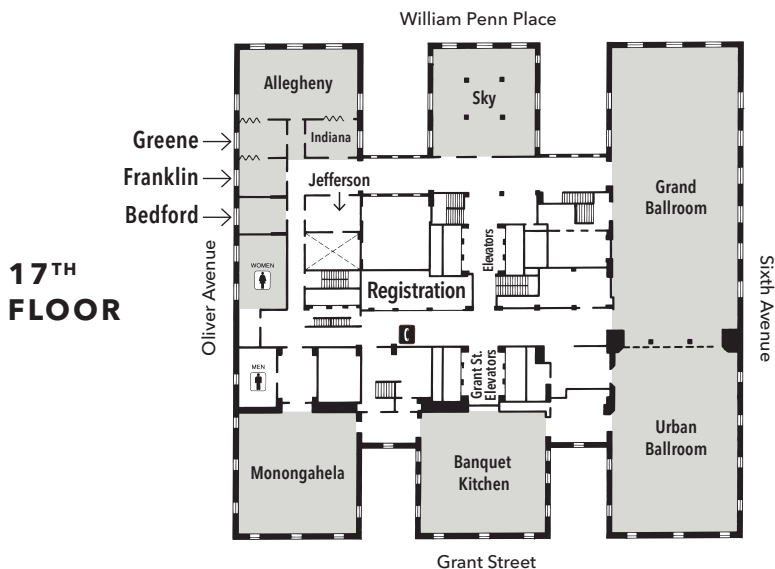 William Penn Place
Allegheny
Sky
Greene
Indiana
Franklin
Jefferson
Grand
Ballroom
Bedford
Elevators
WOMEN
17TH
FLOOR
Oliver Avenue
Registration
Sixth Avenue
MEN
Grant St.
Elevators
Urban
Ballroom
Monongahela
Banquet
Kitchen
Grant Street